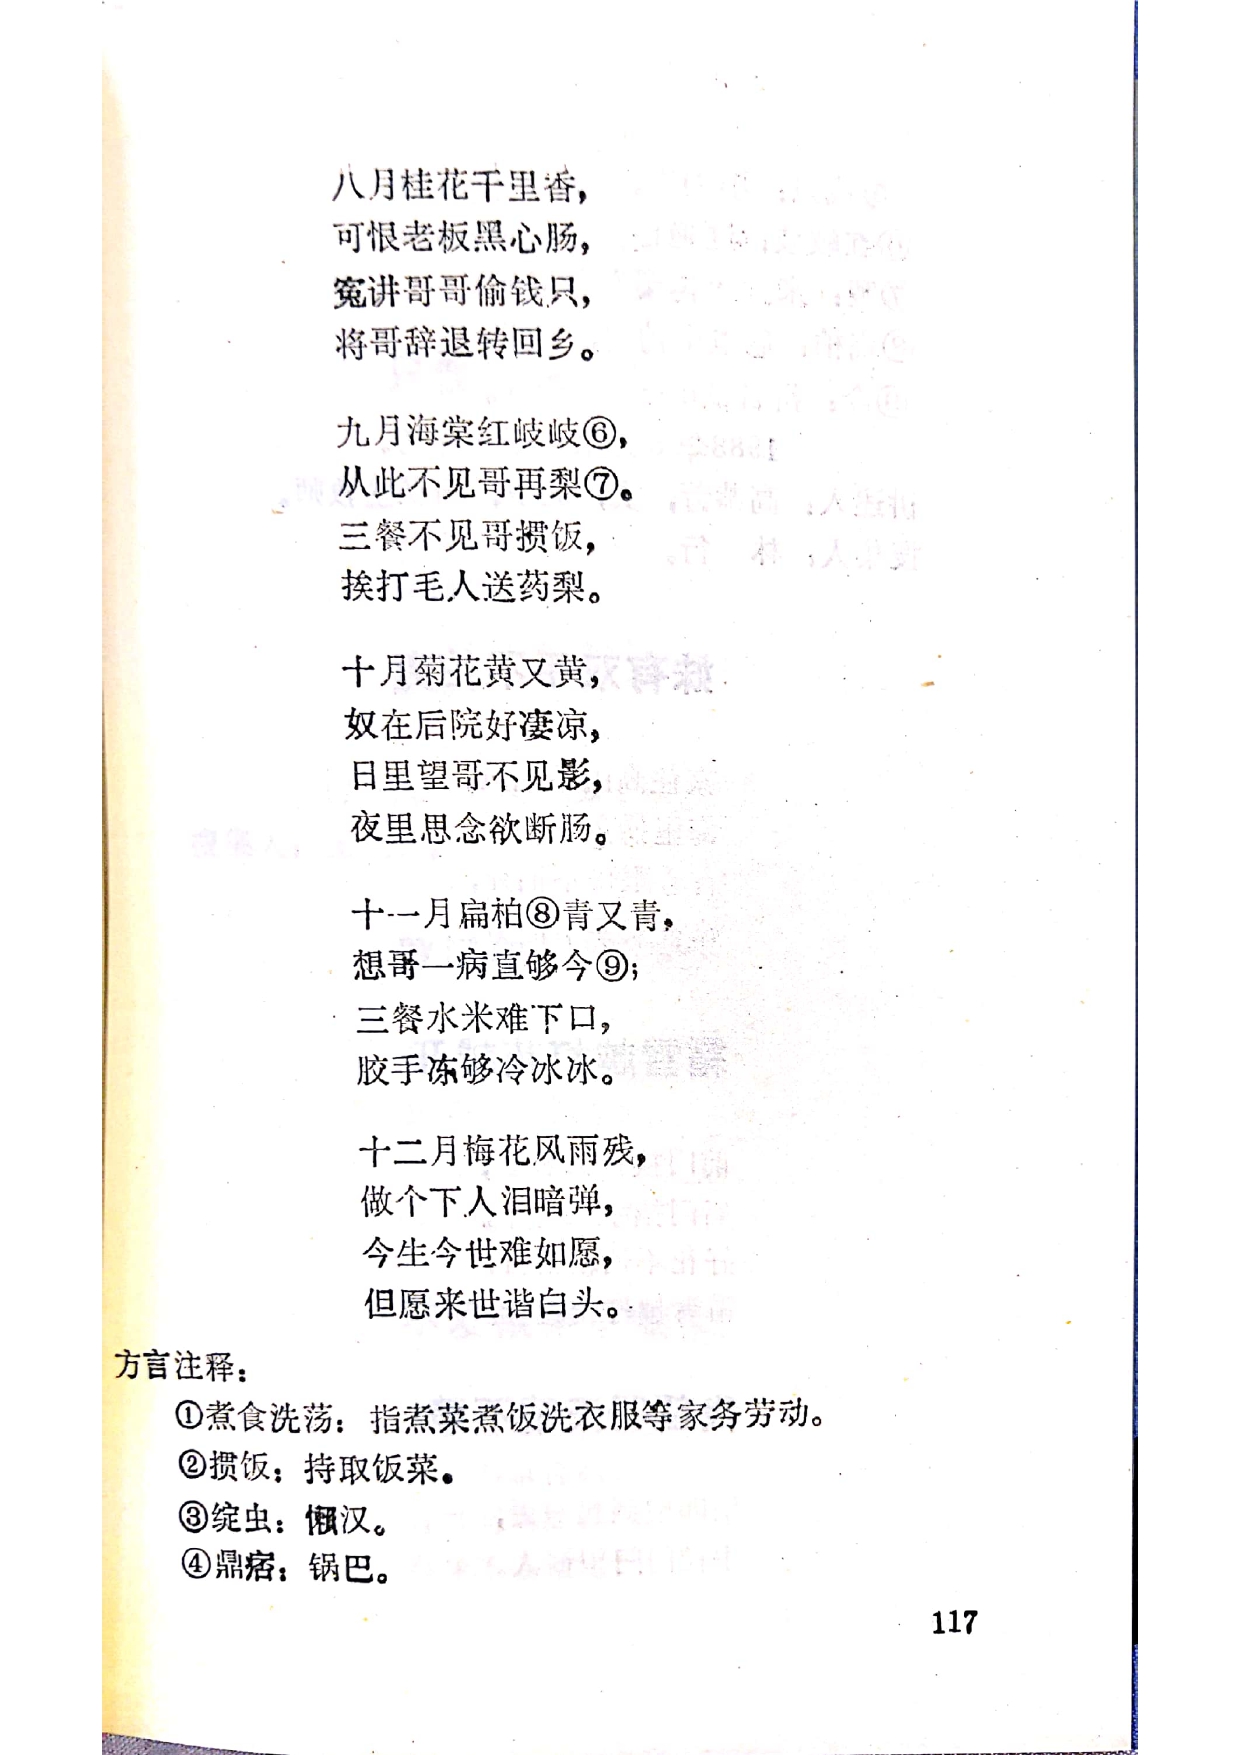 八月桂花千里香，
可恨老板黑心肠，
冤讲哥哥偷钱只，
将哥辞退转回乡。
九月海棠红岐岐⑥，
从此不见哥再梨⑦。
三餐不见哥掼饭，
挨打毛人送药梨。
十月菊花黄又黄，
奴在后院好凄凉，
日里望哥不见影，
夜里思念欲断肠。
十一月扁柏⑧青又青，
想哥一病直够今⑨；
三餐水米难下口，
胶手冻够冷冰冰。
十二月梅花风雨残，
做个下人泪暗弹，
今生今世难如愿，
但愿来世谐白头。
方言注释：
①煮食洗荡：指煮菜煮饭洗衣服等家务劳动。
②掼饭：持取饭菜。
③绽虫：懒汉。
④鼎痞：锅巴。
117